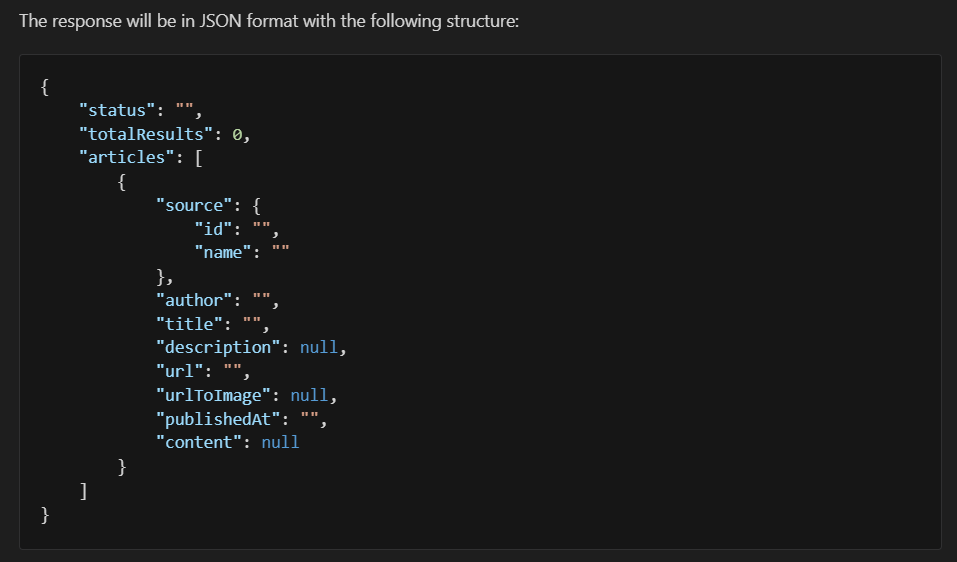 The response will be in JSON format with the following structure:
{
    "status": "",
    "totalResults": 0,
    "articles": [
        {
            "source": {
                "id": "",
                "name": ""
            },
            "author": "",
            "title": "",
            "description": null,
            "url": "",
            "urlToImage": null,
            "publishedAt": "",
            "content": null
        }
    ]
}